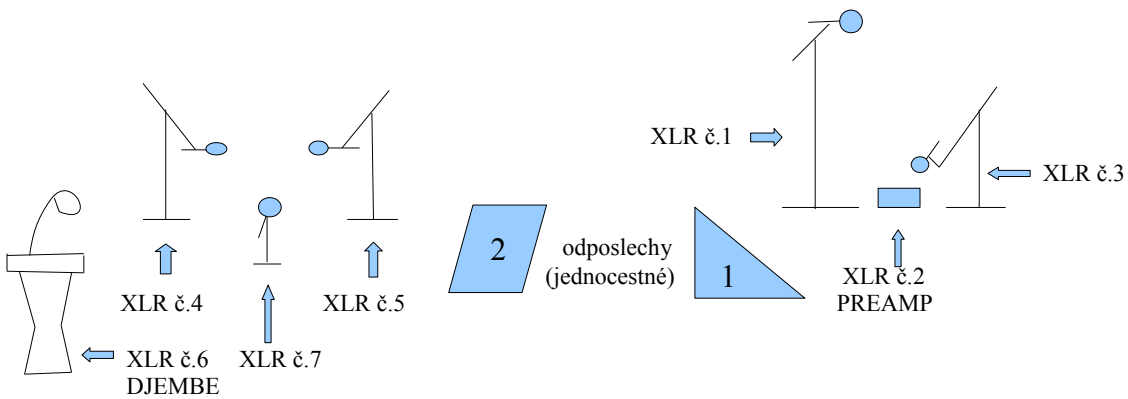 XLR č.1
XLR č.3
2
odposlechy
(jednocestné)
1
XLR č.2
PREAMP
XLR č.4
XLR č.5
XLR č.6
DJEMBE
XLR č.7